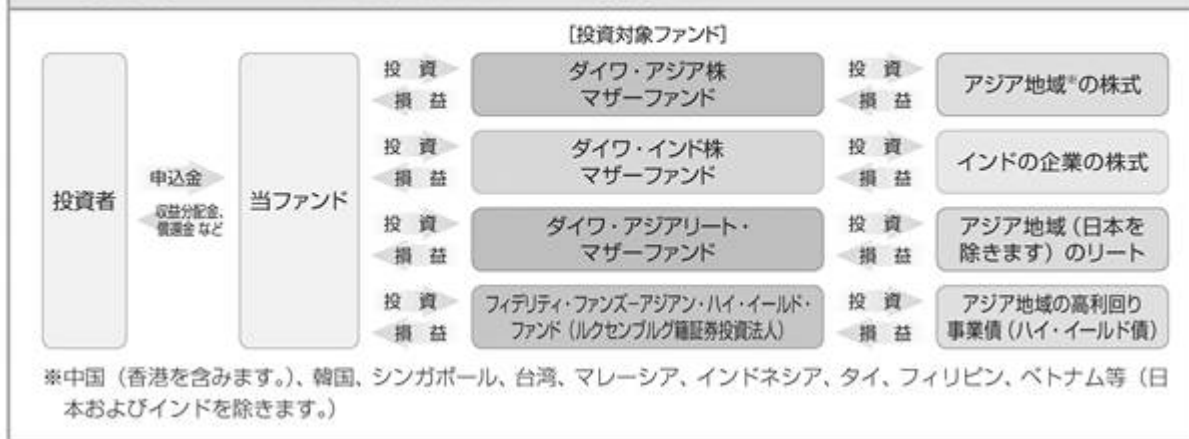 [投資対象ファンド]
投資者
申込金
収益分配金、
償還金 など
当ファンド
投 資
損 益
ダイワ・アジア株
マザーファンド
投 資
損 益
アジア地域※の株式
投 資
損 益
ダイワ・インド株
マザーファンド
投 資
損 益
インドの企業の株式
投 資
損 益
ダイワ・アジアリート・
マザーファンド
投 資
損 益
アジア地域（日本を
除きます）のリート
投 資
損 益
フィデリティ・ファンズ－アジアン・ハイ・イールド・
ファンド（ルクセンブルグ籍証券投資法人）
投 資
損 益
アジア地域の高利回り
事業債（ハイ・イールド債）
※中国（香港を含みます。）、韓国、シンガポール、台湾、マレーシア、インドネシア、タイ、フィリピン、ベトナム等（日
本およびインドを除きます。）